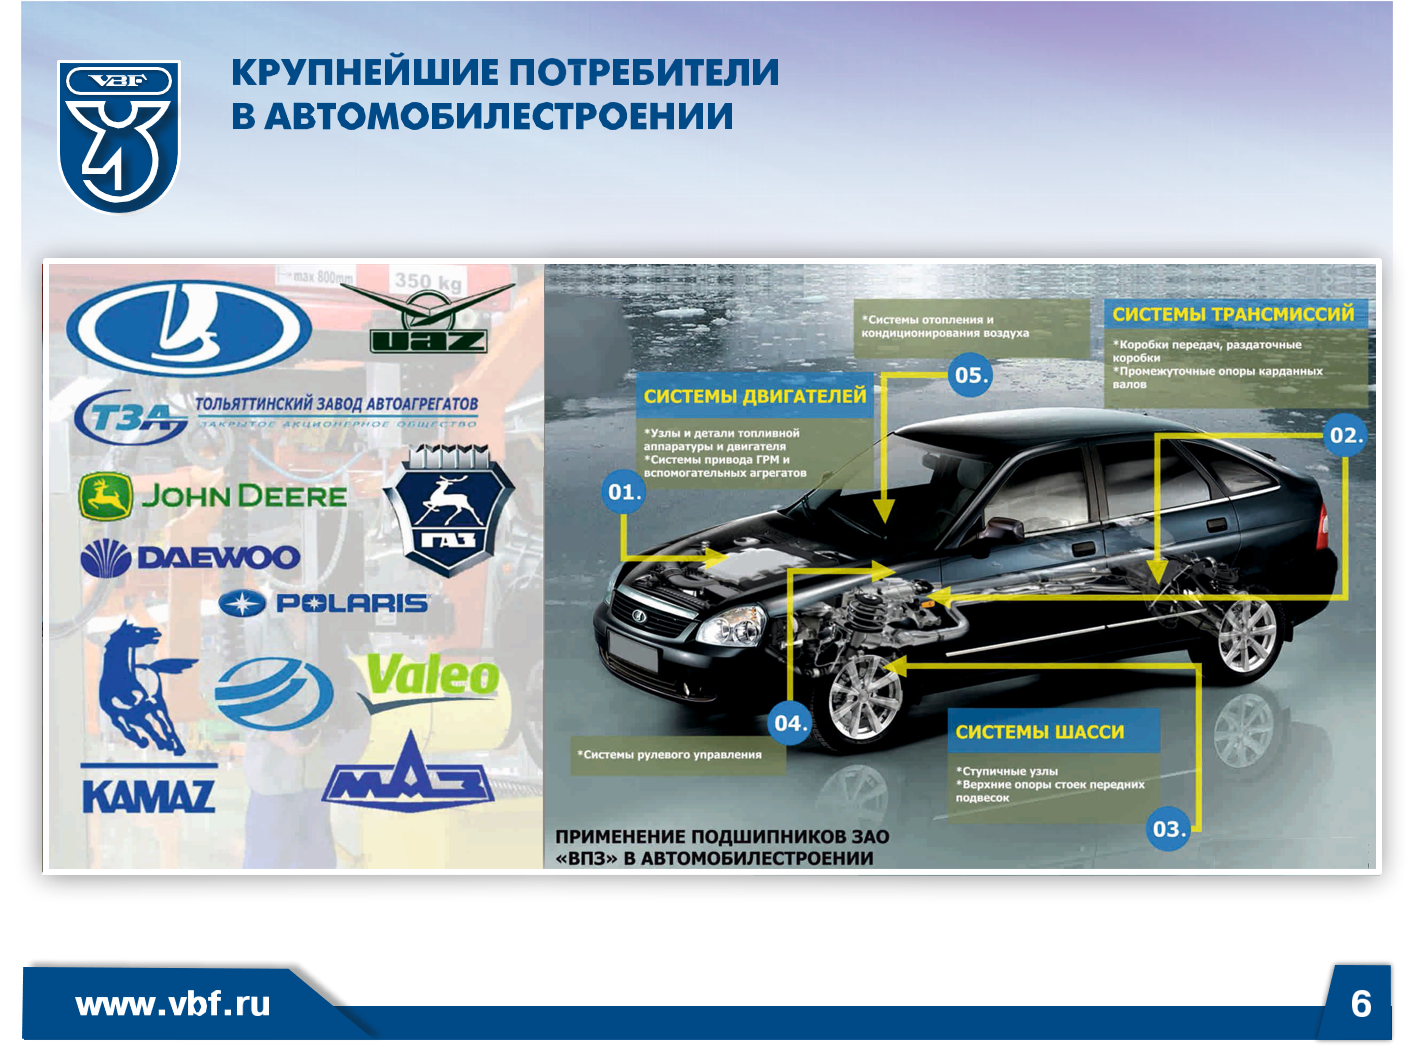 VBF
КРУПНЕЙШИЕ ПОТРЕБИТЕЛИ
В АВТОМОБИЛЕСТРОЕНИИ
max 800mm
350 kg
UAZ
ТЗА
ТОЛЬЯТТИНСКИЙ ЗАВОД АВТОАГРЕГАТОВ
ЗАКРЫТОЕ АКЦИОНЕРНОЕ ОБЩЕСТВО
JOHN DEERE
ГАЗ
DAEWOO
POLARIS
Valeo
KAMAZ
МАЗ
*Системы отопления и
кондиционирования воздуха
05.
СИСТЕМЫ ТРАНСМИССИЙ
*Коробки передач, раздаточные
коробки
*Промежуточные опоры карданных
валов
02.
СИСТЕМЫ ДВИГАТЕЛЕЙ
*Узлы и детали топливной
аппаратуры и двигателя
*Системы привода ГРМ и
вспомогательных агрегатов
01.
04.
*Системы рулевого управления
СИСТЕМЫ ШАССИ
*Ступичные узлы
*Верхние опоры стоек передних
подвесок
03.
ПРИМЕНЕНИЕ ПОДШИПНИКОВ ЗАО
«ВПЗ» В АВТОМОБИЛЕСТРОЕНИИ
www.vbf.ru
6